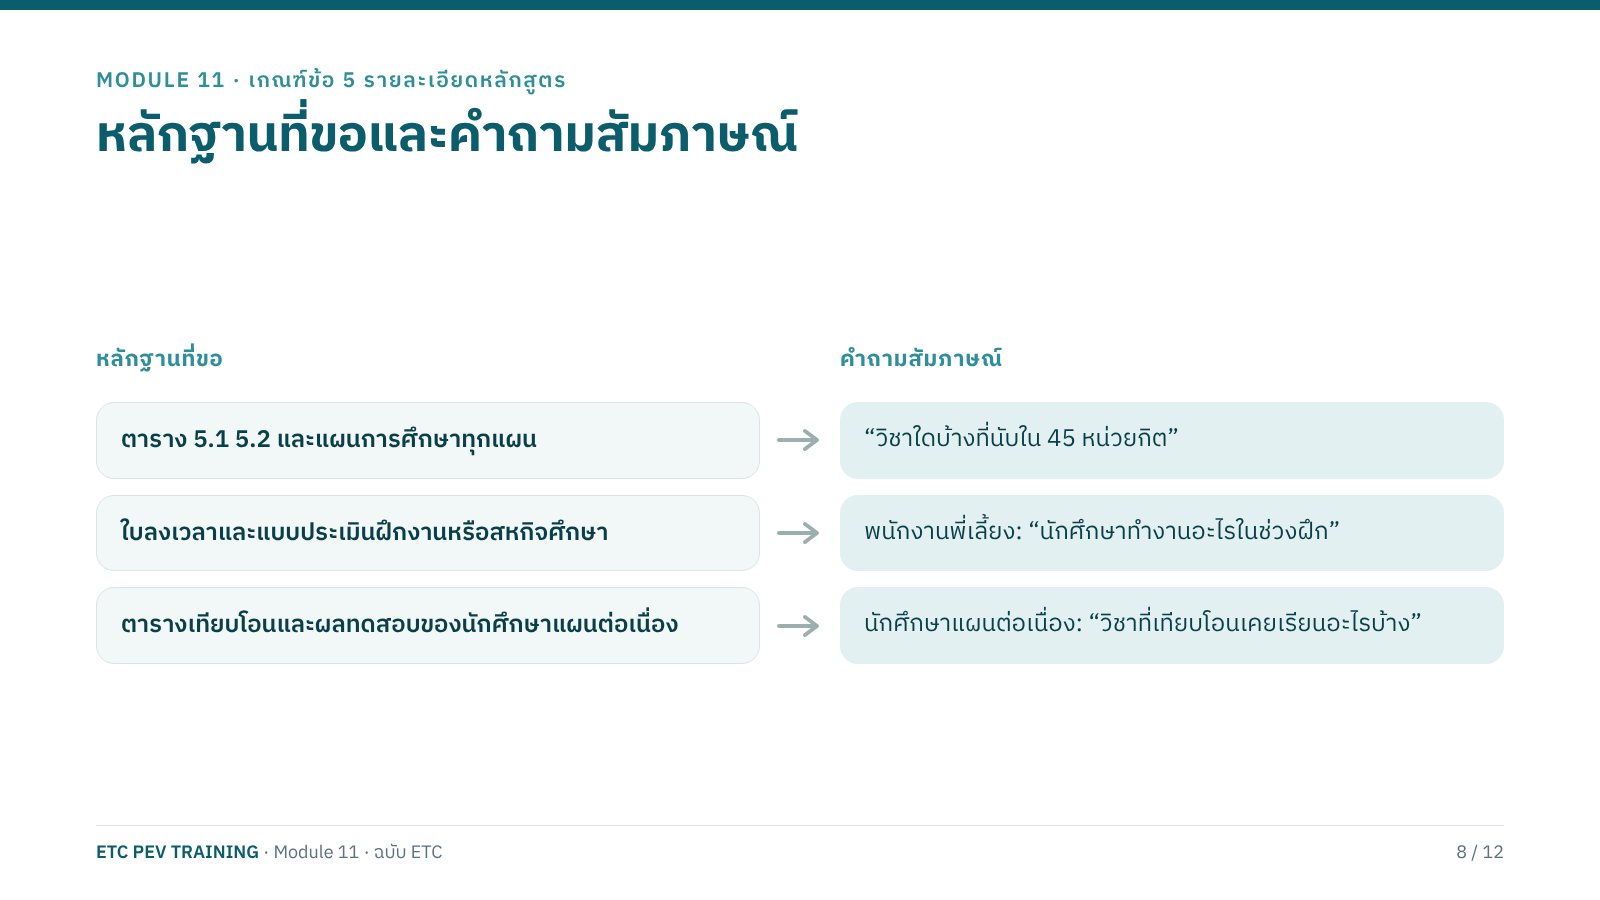 MODULE 11 · เกณฑ์ข้อ 5 รายละเอียดหลักสูตร
หลักฐานที่ขอและคำถามสัมภาษณ์
หลักฐานที่ขอ
คำถามสัมภาษณ์
ตาราง 5.1 5.2 และแผนการศึกษาทุกแผน
“วิชาใดบ้างที่นับใน 45 หน่วยกิต”
ใบลงเวลาและแบบประเมินฝึกงานหรือสหกิจศึกษา
พนักงานพี่เลี้ยง: “นักศึกษาทำงานอะไรในช่วงฝึก”
ตารางเทียบโอนและผลทดสอบของนักศึกษาแผนต่อเนื่อง
นักศึกษาแผนต่อเนื่อง: “วิชาที่เทียบโอนเคยเรียนอะไรบ้าง”
ETC PEV TRAINING · Module 11 · ฉบับ ETC
8 / 12